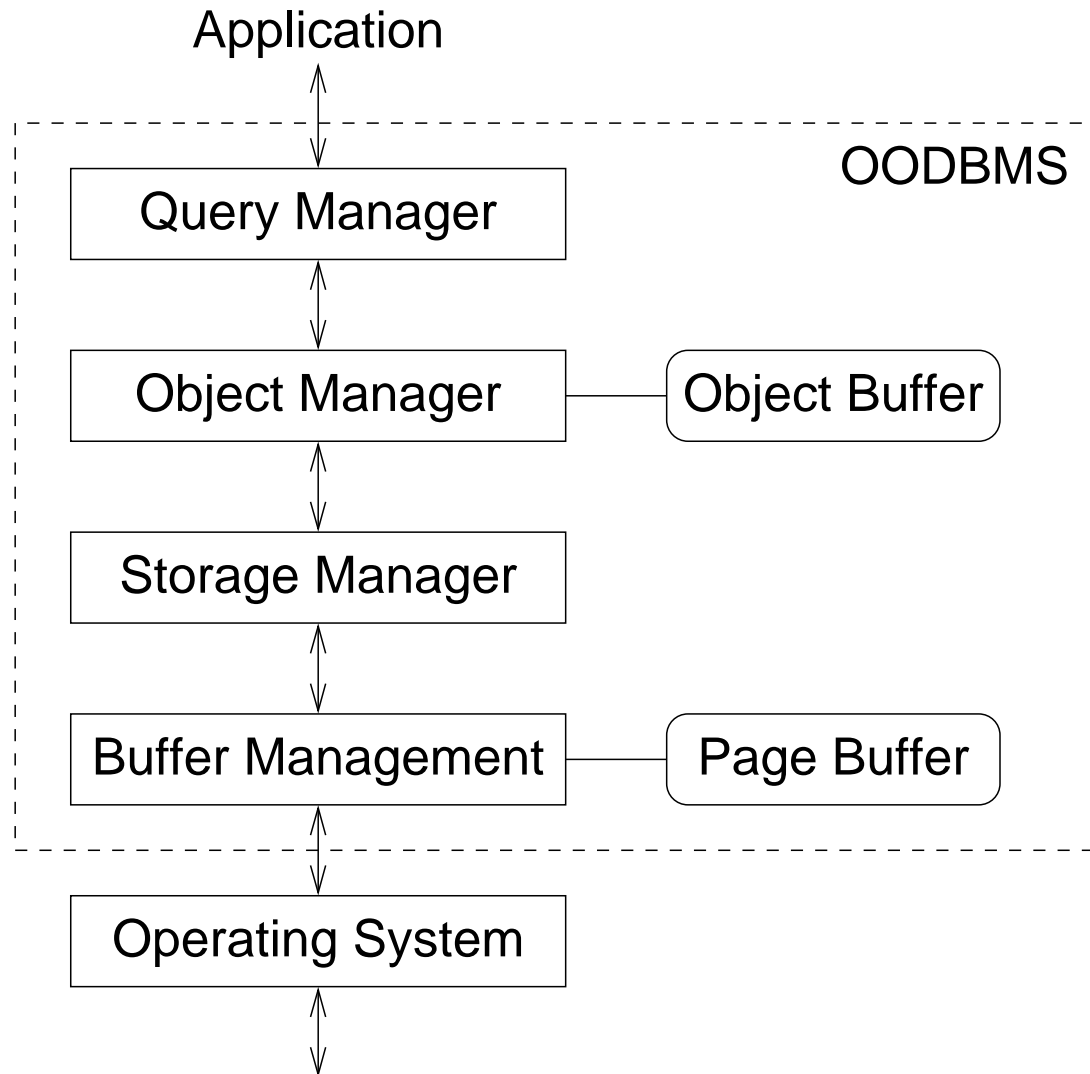 Application
OODBMS
Query Manager
Object Manager
Object Buffer
Storage Manager
Buffer Management
Page Buffer
Operating System